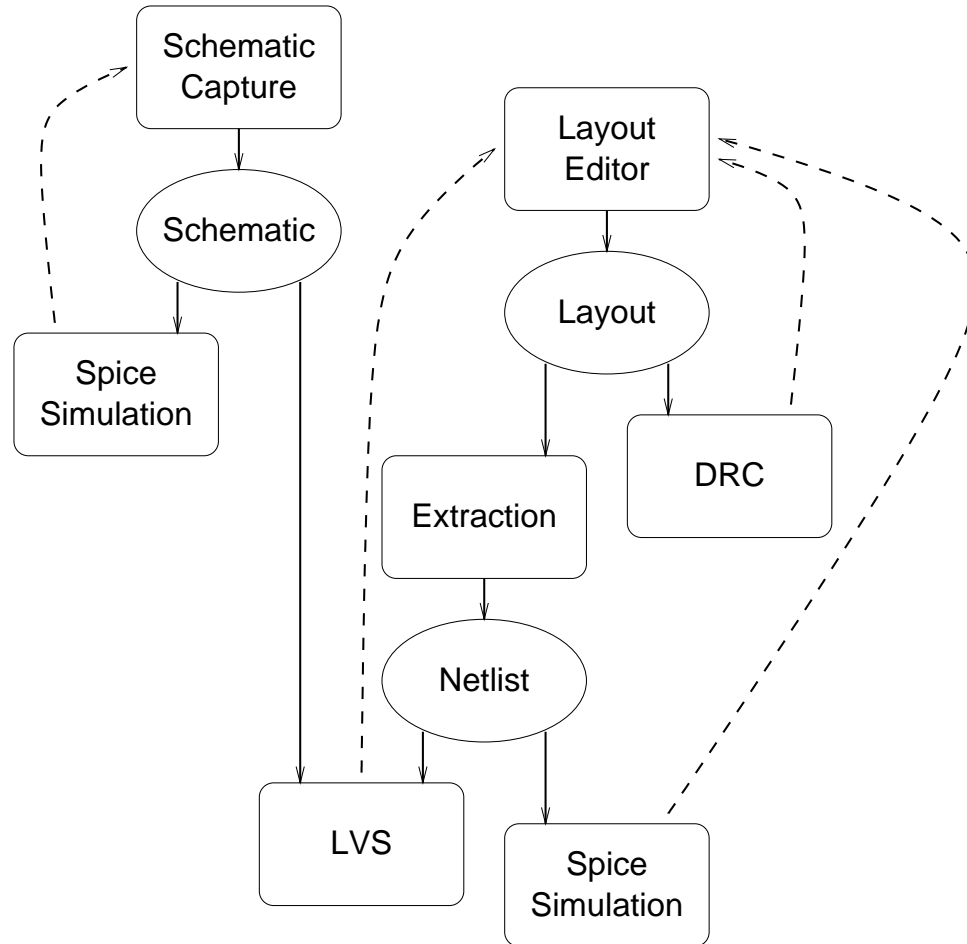 Schematic
Capture
Schematic
Spice
Simulation
Layout
Editor
Layout
DRC
Extraction
Netlist
LVS
Spice
Simulation